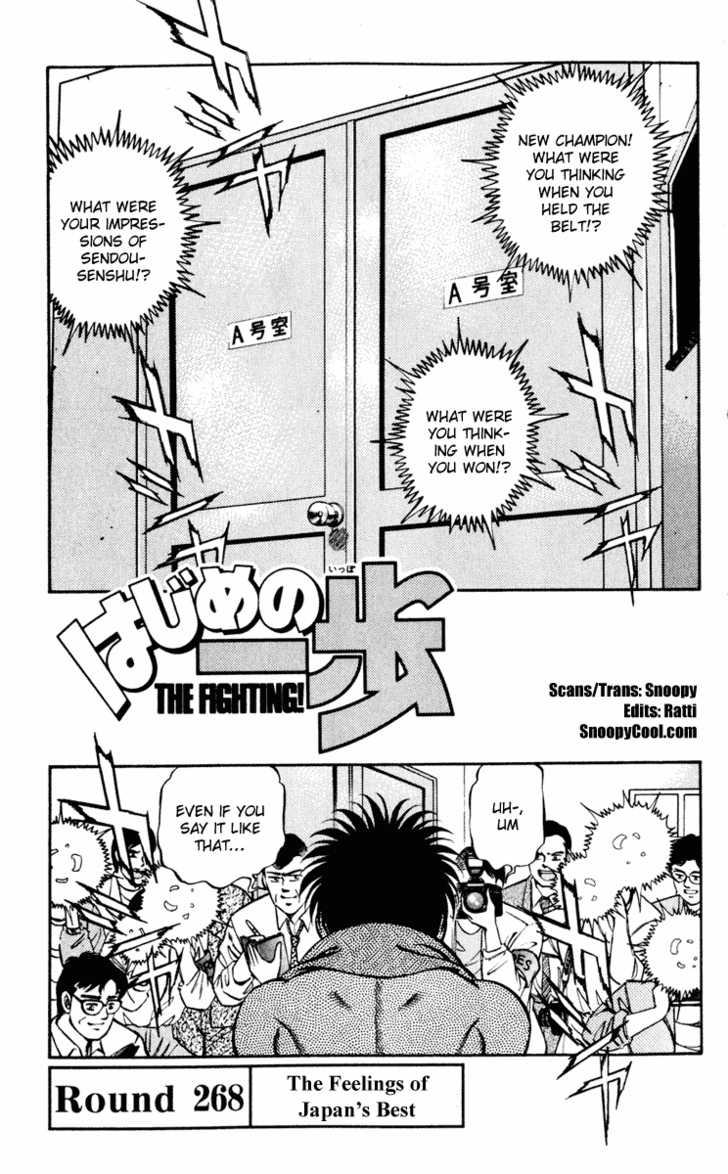 NEW CHAMPION!
WHAT WERE
YOU THINKING
WHEN YOU
HELD THE
BELT!?
WHAT WERE
YOUR IMPRES-
SIONS OF
SENDOU-
SENSHU!?
A号室
A号室
WHAT WERE
YOU THINK-
ING WHEN
YOU WON!?
いっぽ
はじめの一歩
THE FIGHTING!
Scans/Trans: Snoopy
Edits: Ratti
SnoopyCool.com
UH-,
UM
EVEN IF YOU
SAY IT LIKE
THAT...
Round 268
The Feelings of
Japan's Best